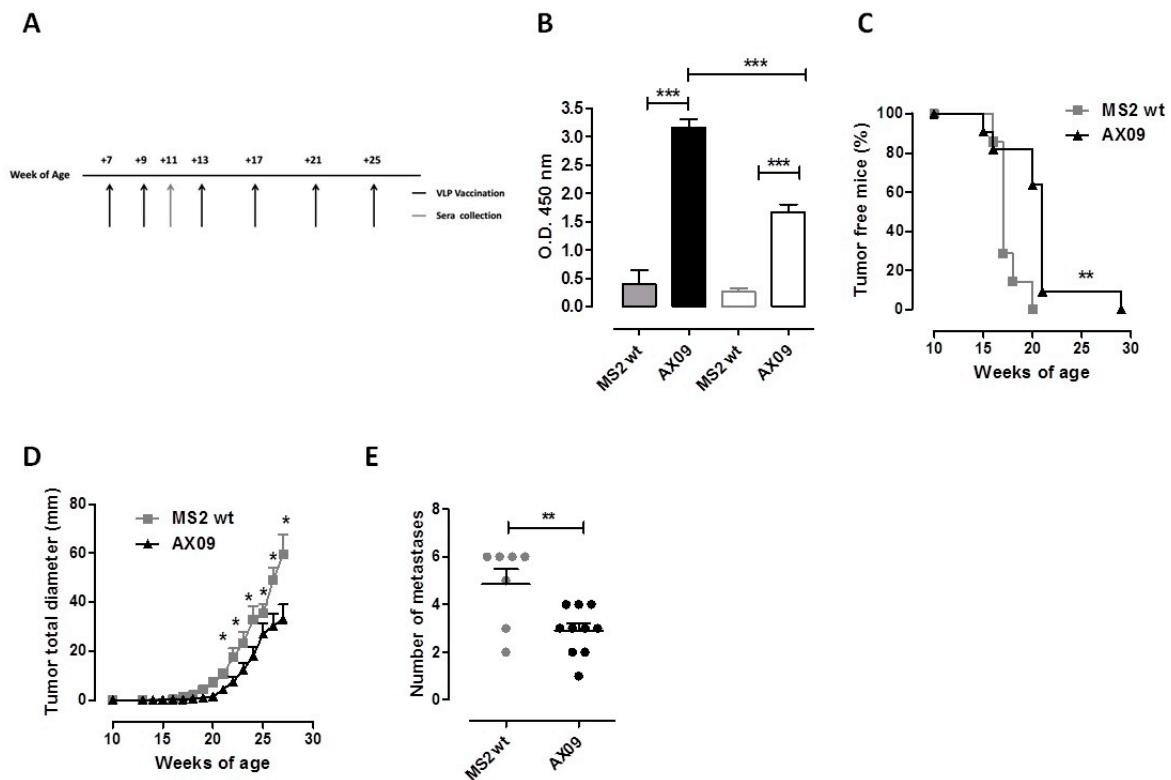 A
+7 +9 +11 +13 +17 +21 +25
Week of Age
VLP Vaccination
Sera collection
B
***
***
***
3.5
3.0
2.5
2.0
1.5
1.0
0.5
0.0
O.D. 450 nm
MS2 wt AX09 MS2 wt AX09
C
MS2 wt
AX09
100
80
60
40
20
0
Tumor free mice (%)
**
10 15 20 25 30
Weeks of age
D
MS2 wt
AX09
80
60
40
20
0
Tumor total diameter (mm)
* * * * * *
10 15 20 25 30
Weeks of age
E
**
8
6
4
2
0
Number of metastases
MS2 wt AX09